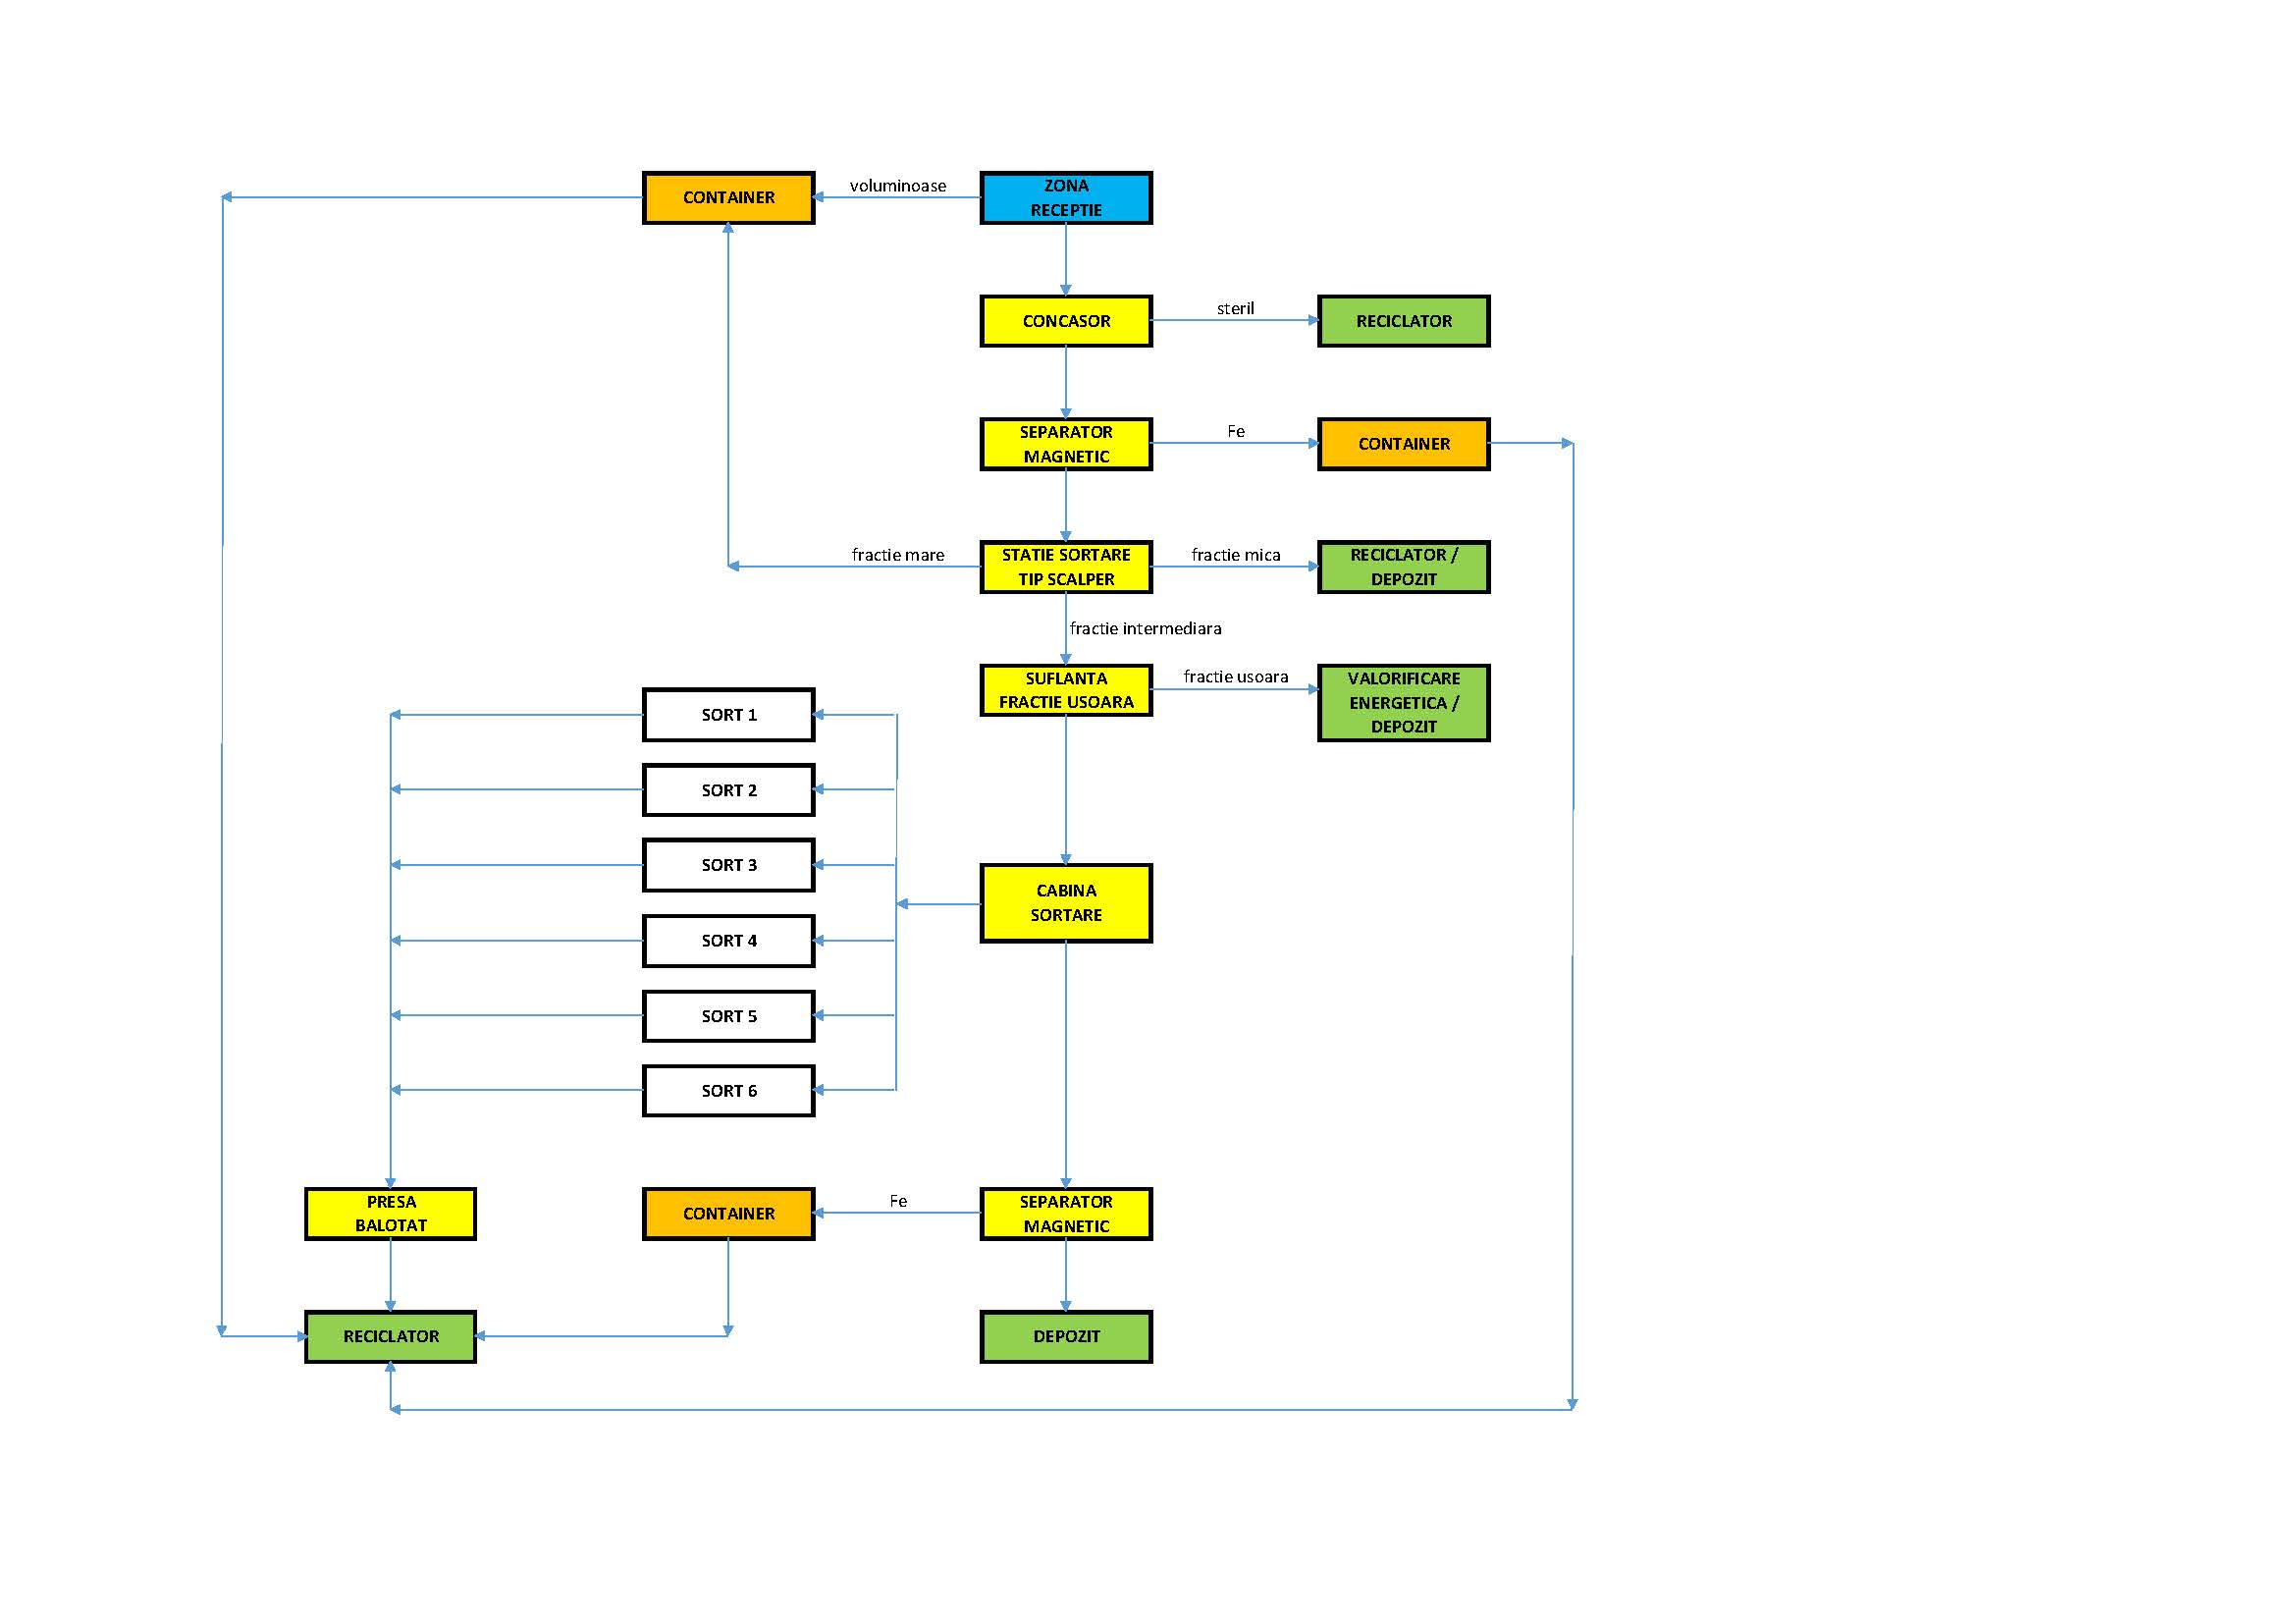 CONTAINER
voluminoase
ZONA
RECEPTIE
CONCASOR
steril
RECICLATOR
SEPARATOR
MAGNETIC
Fe
CONTAINER
fractie mare
STATIE SORTARE
TIP SCALPER
fractie mica
RECICLATOR /
DEPOZIT
fractie intermediara
SUFLANTA
FRACTIE USOARA
fractie usoara
VALORIFICARE
ENERGETICA /
DEPOZIT
SORT 1
SORT 2
SORT 3
SORT 4
SORT 5
SORT 6
CABINA
SORTARE
PRESA
BALOTAT
CONTAINER
Fe
SEPARATOR
MAGNETIC
RECICLATOR
DEPOZIT